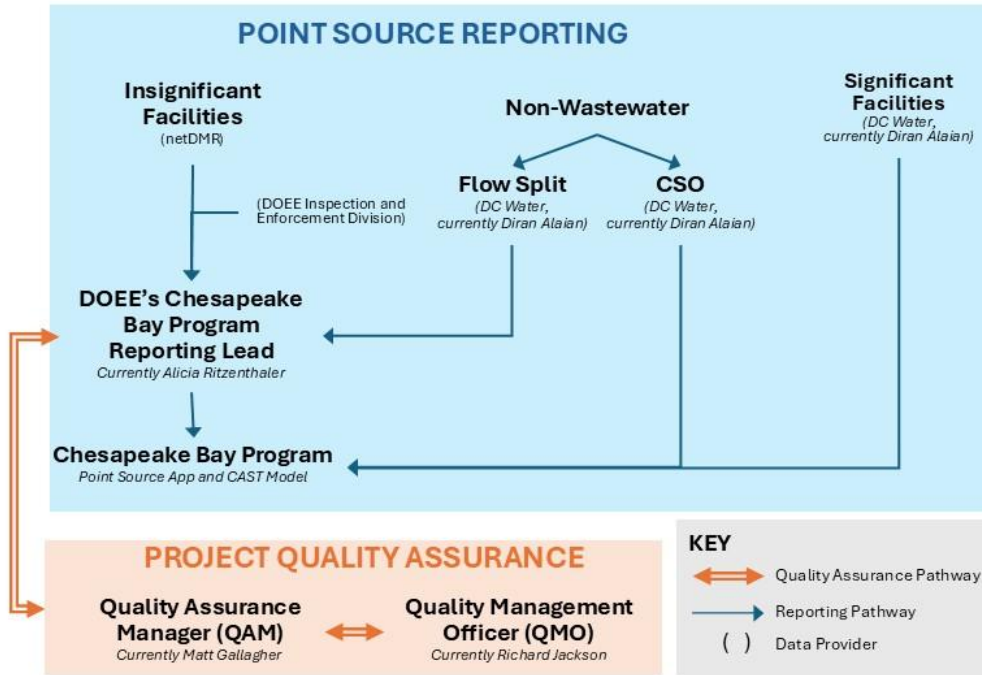 POINT SOURCE REPORTING
Insignificant
Facilities
(netDMR)
Non-Wastewater
Significant
Facilities
(DC Water,
currently Diran Alaian)
(DOEE Inspection and
Enforcement Division)
Flow Split
(DC Water,
currently Diran Alaian)
CSO
(DC Water,
currently Diran Alaian)
DOEE's Chesapeake
Bay Program
Reporting Lead
Currently Alicia Ritzenthaler
Chesapeake Bay Program
Point Source App and CAST Model
PROJECT QUALITY ASSURANCE
Quality Assurance
Manager (QAM)
Currently Matt Gallagher
Quality Management
Officer (QMO)
Currently Richard Jackson
KEY
Quality Assurance Pathway
Reporting Pathway
( ) Data Provider